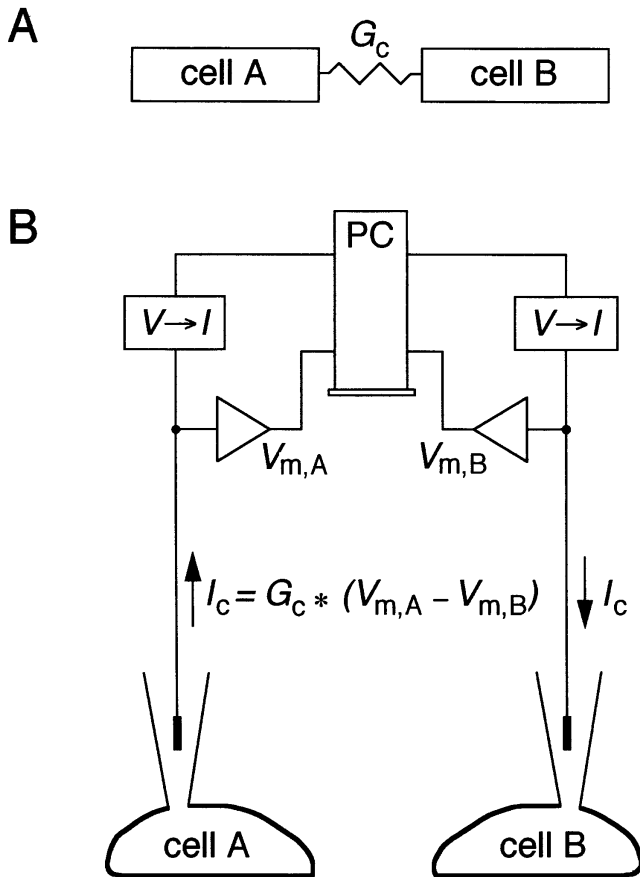 A
G_c
cell A
cell B
B
PC
V→I
V→I
V_m,A
V_m,B
I_c = G_c * (V_m,A − V_m,B)
I_c
cell A
cell B